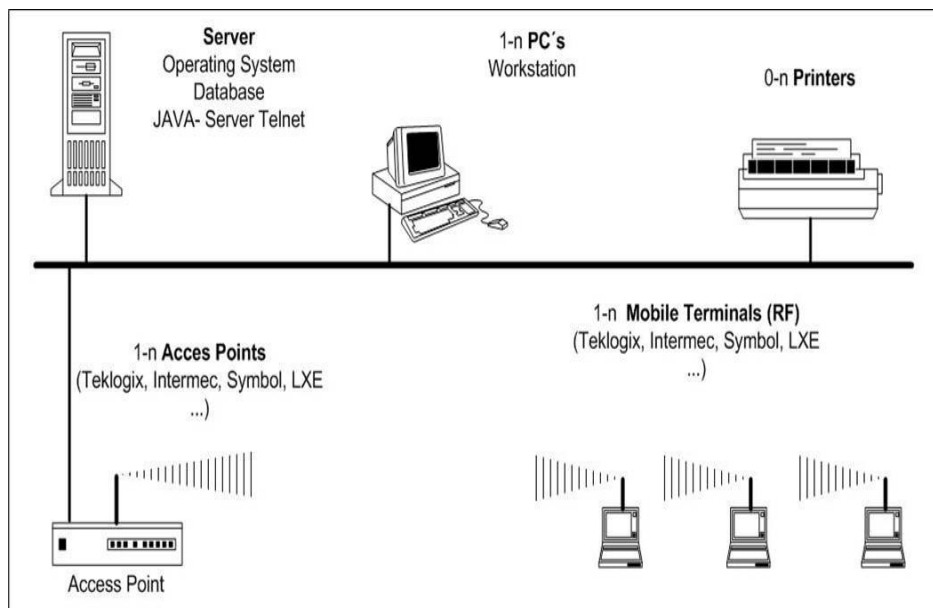 Server
Operating System
Database
JAVA- Server Telnet
1-n PC´s
Workstation
0-n Printers
1-n Acces Points
(Teklogix, Intermec, Symbol, LXE
...)
1-n Mobile Terminals (RF)
(Teklogix, Intermec, Symbol, LXE
...)
Access Point